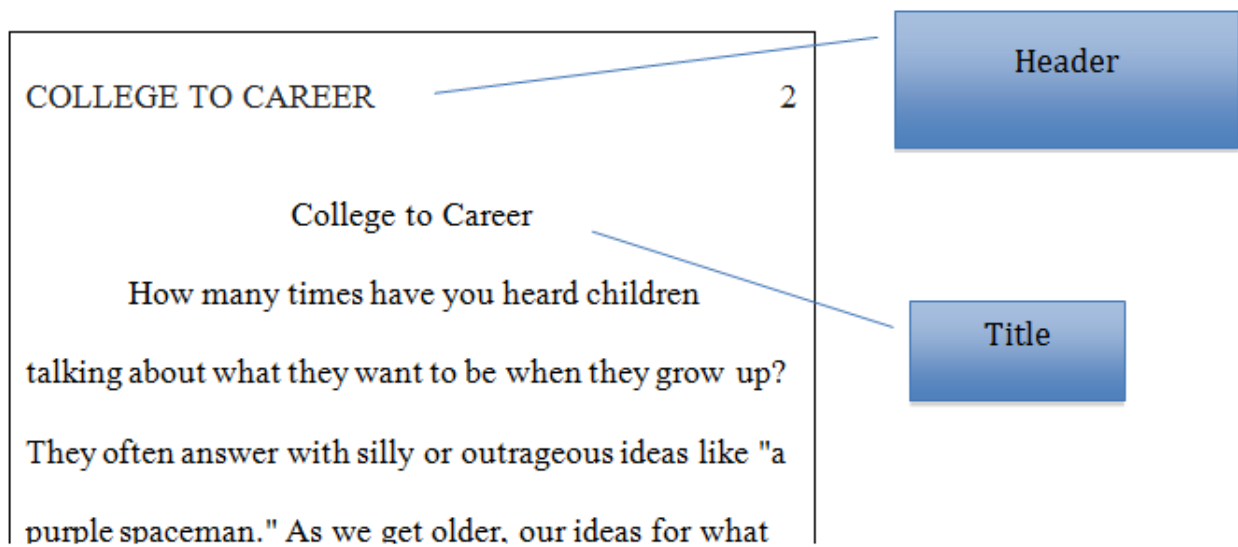 Header
COLLEGE TO CAREER 2
College to Career
How many times have you heard children
Title
talking about what they want to be when they grow up?
They often answer with silly or outrageous ideas like "a
purple spaceman." As we get older, our ideas for what